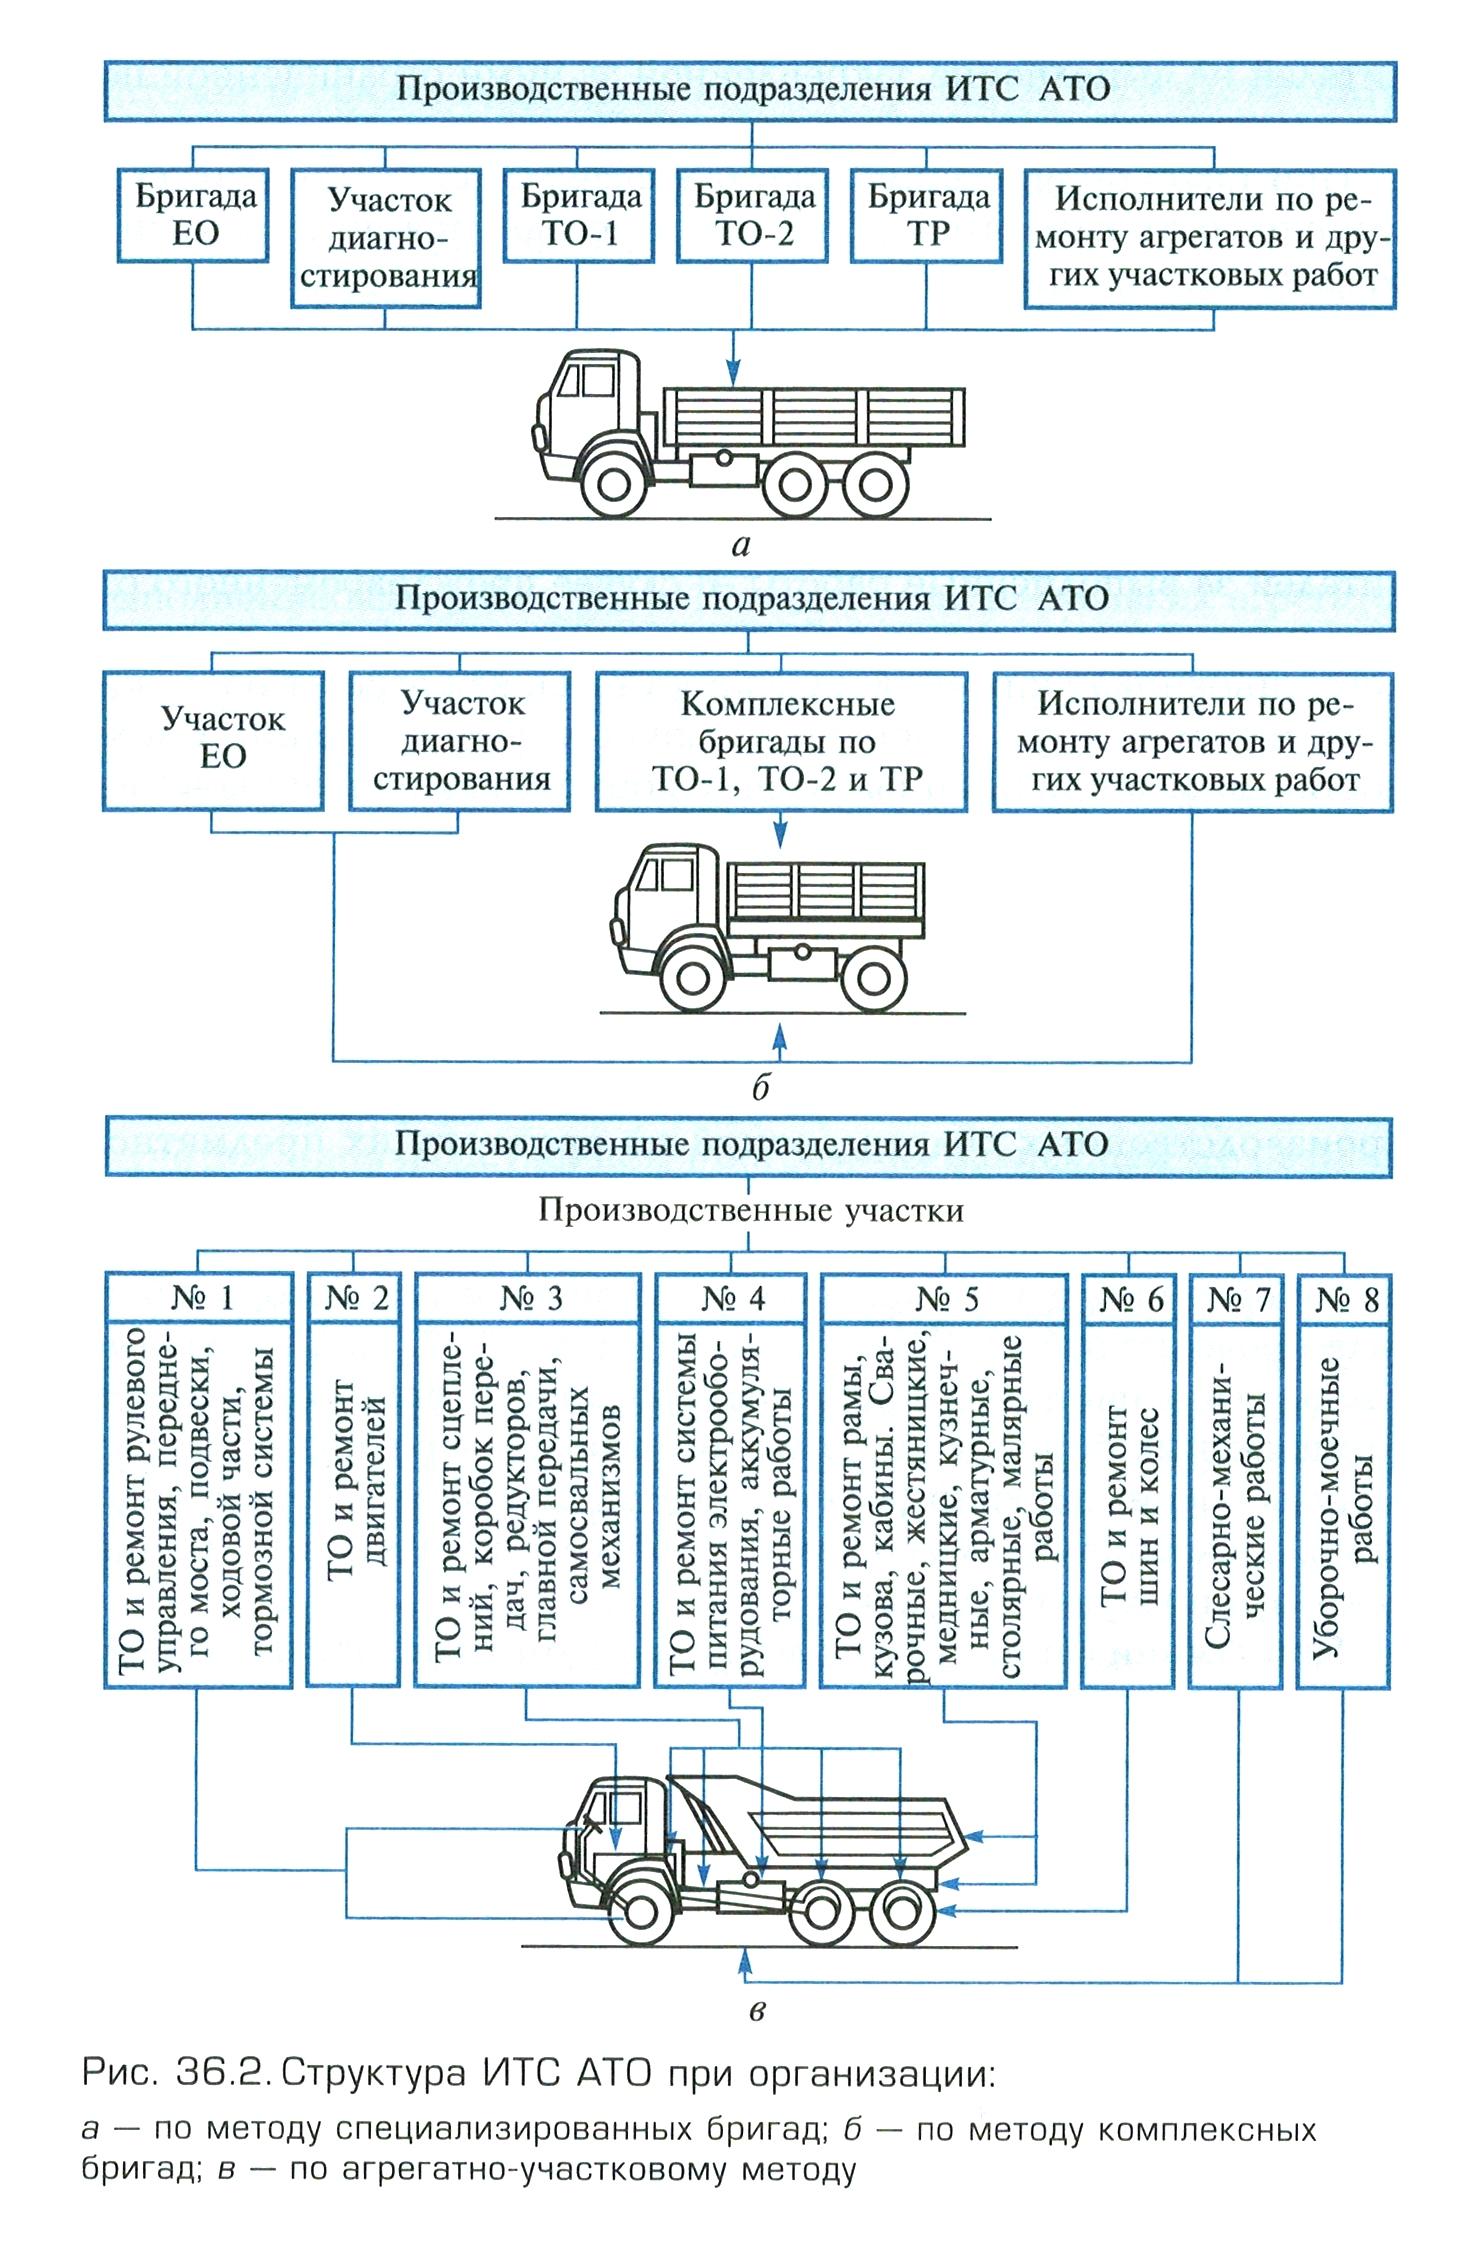 Производственные подразделения ИТС АТО
Бригада
ЕО
Участок
диагно-
стирования
Бригада
ТО-1
Бригада
ТО-2
Бригада
ТР
Исполнители по ре-
монту агрегатов и дру-
гих участковых работ
а
Производственные подразделения ИТС АТО
Участок
ЕО
Участок
диагно-
стирования
Комплексные
бригады по
ТО-1, ТО-2 и ТР
Исполнители по ре-
монту агрегатов и дру-
гих участковых работ
б
Производственные подразделения ИТС АТО
Производственные участки
№ 1
ТО и ремонт рулевого
управления, передне-
го моста, подвески,
ходовой части,
тормозной системы
№ 2
ТО и ремонт
двигателей
№ 3
ТО и ремонт сцепле-
ний, коробок пере-
дач, редукторов,
главной передачи,
самосвальных
механизмов
№ 4
ТО и ремонт системы
питания электрообо-
рудования, аккумуля-
торные работы
№ 5
ТО и ремонт рамы,
кузова, кабины. Сва-
рочные, жестяницкие,
медницкие, кузнеч-
ные, арматурные,
столярные, малярные
работы
№ 6
ТО и ремонт
шин и колес
№ 7
Слесарно-механи-
ческие работы
№ 8
Уборочно-моечные
работы
в
Рис. 36.2. Структура ИТС АТО при организации:
а — по методу специализированных бригад; б — по методу комплексных
бригад; в — по агрегатно-участковому методу